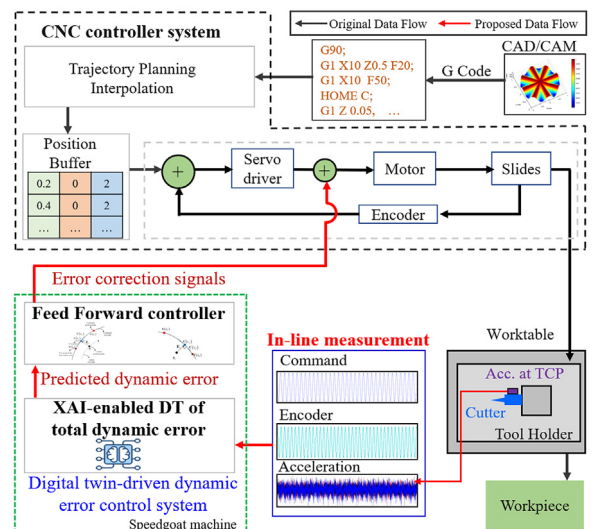 Original Data Flow
Proposed Data Flow
CNC controller system
Trajectory Planning
Interpolation
G90;
G1 X10 Z0.5 F20;
G1 X10 F50;
HOME C;
G1 Z 0.05, …
G Code
CAD/CAM
Position
Buffer
0.2 0 2
0.4 0 2
… … …
+
Servo
driver
+
Motor
Slides
Encoder
Error correction signals
Feed Forward controller
Predicted dynamic error
XAI-enabled DT of
total dynamic error
Digital twin-driven dynamic
error control system
Speedgoat machine
In-line measurement
Command
Encoder
Acceleration
Worktable
Acc. at TCP
Cutter
Tool Holder
Workpiece